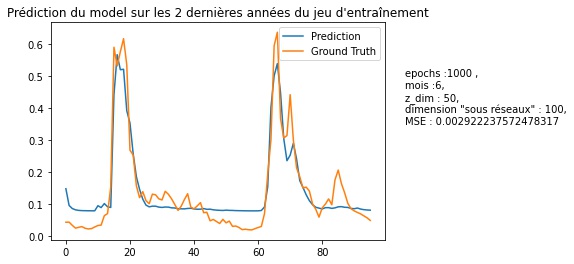 Prédiction du model sur les 2 dernières années du jeu d'entraînement
Prediction
Ground Truth
0.6
0.5
0.4
0.3
0.2
0.1
0.0
0 20 40 60 80
epochs :1000 ,
mois :6,
z_dim : 50,
dimension "sous réseaux" : 100,
MSE : 0.002922237572478317